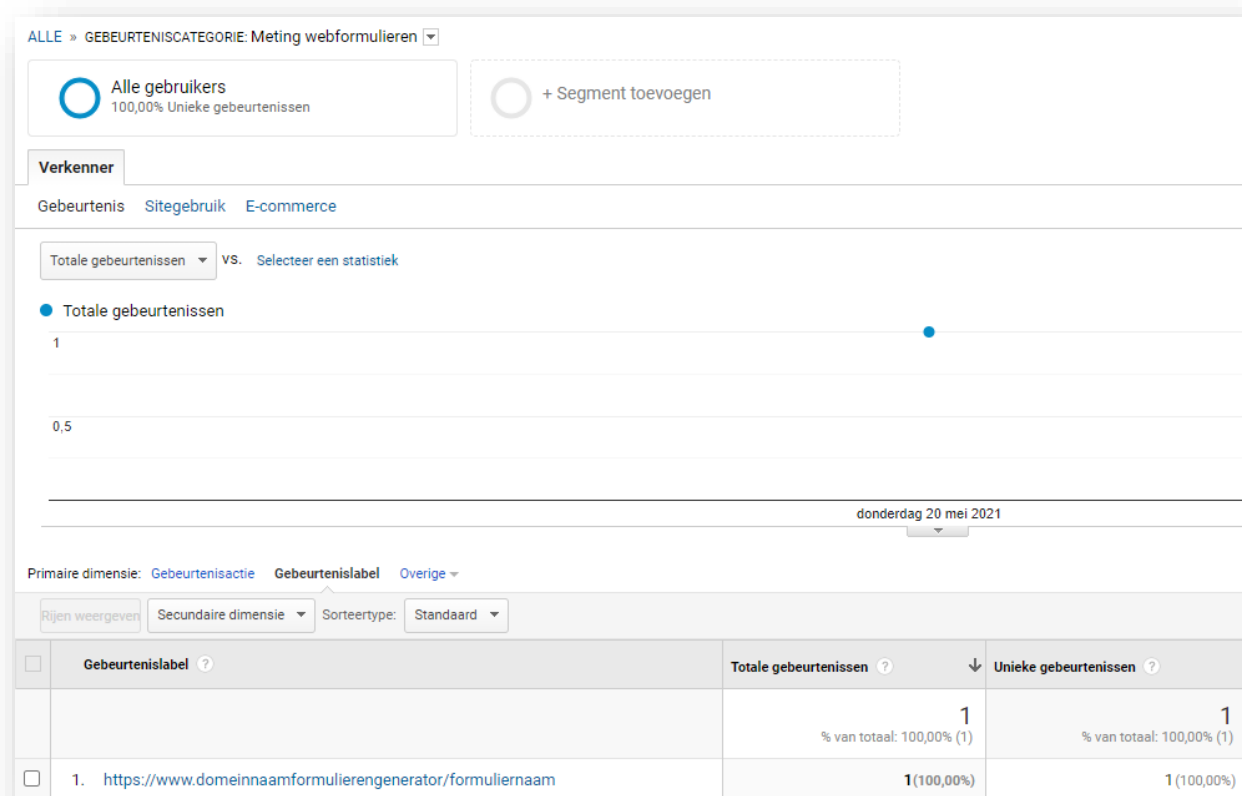 ALLE » GEBEURTENISCATEGORIE: Meting webformulieren
Alle gebruikers
100,00% Unieke gebeurtenissen
+ Segment toevoegen
Verkenner
Gebeurtenis Sitegebruik E-commerce
Totale gebeurtenissen VS. Selecteer een statistiek
Totale gebeurtenissen
1
0,5
donderdag 20 mei 2021
Primaire dimensie: Gebeurtenisactie Gebeurtenislabel Overige
Rijen weergeven Secundaire dimensie Sorteertype: Standaard
Gebeurtenislabel ? Totale gebeurtenissen ? Unieke gebeurtenissen ?
1 1
% van totaal: 100,00% (1) % van totaal: 100,00% (1)
1. https://www.domeinnaamformulierengenerator/formuliernaam 1(100,00%) 1(100,00%)